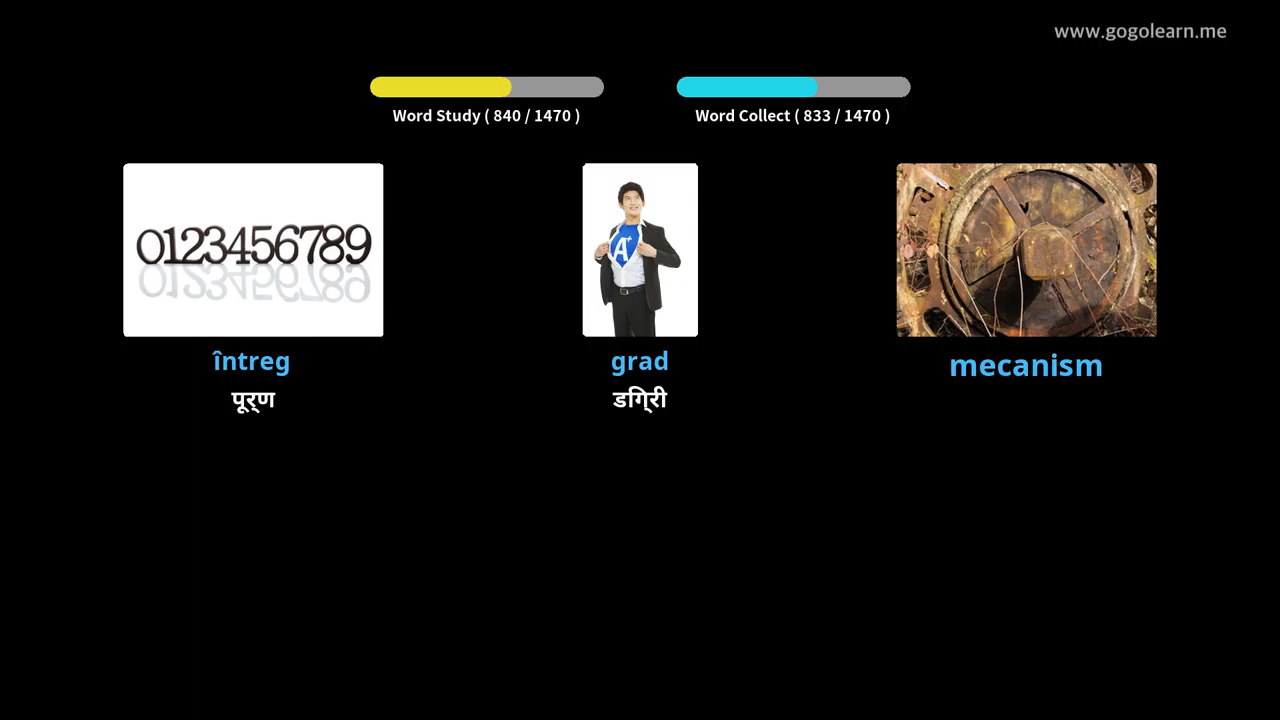 www.gogolearn.me
Word Study ( 840 / 1470 )
Word Collect ( 833 / 1470 )
0123456789
A+
întreg
grad
mecanism
पूर्ण
डिग्री